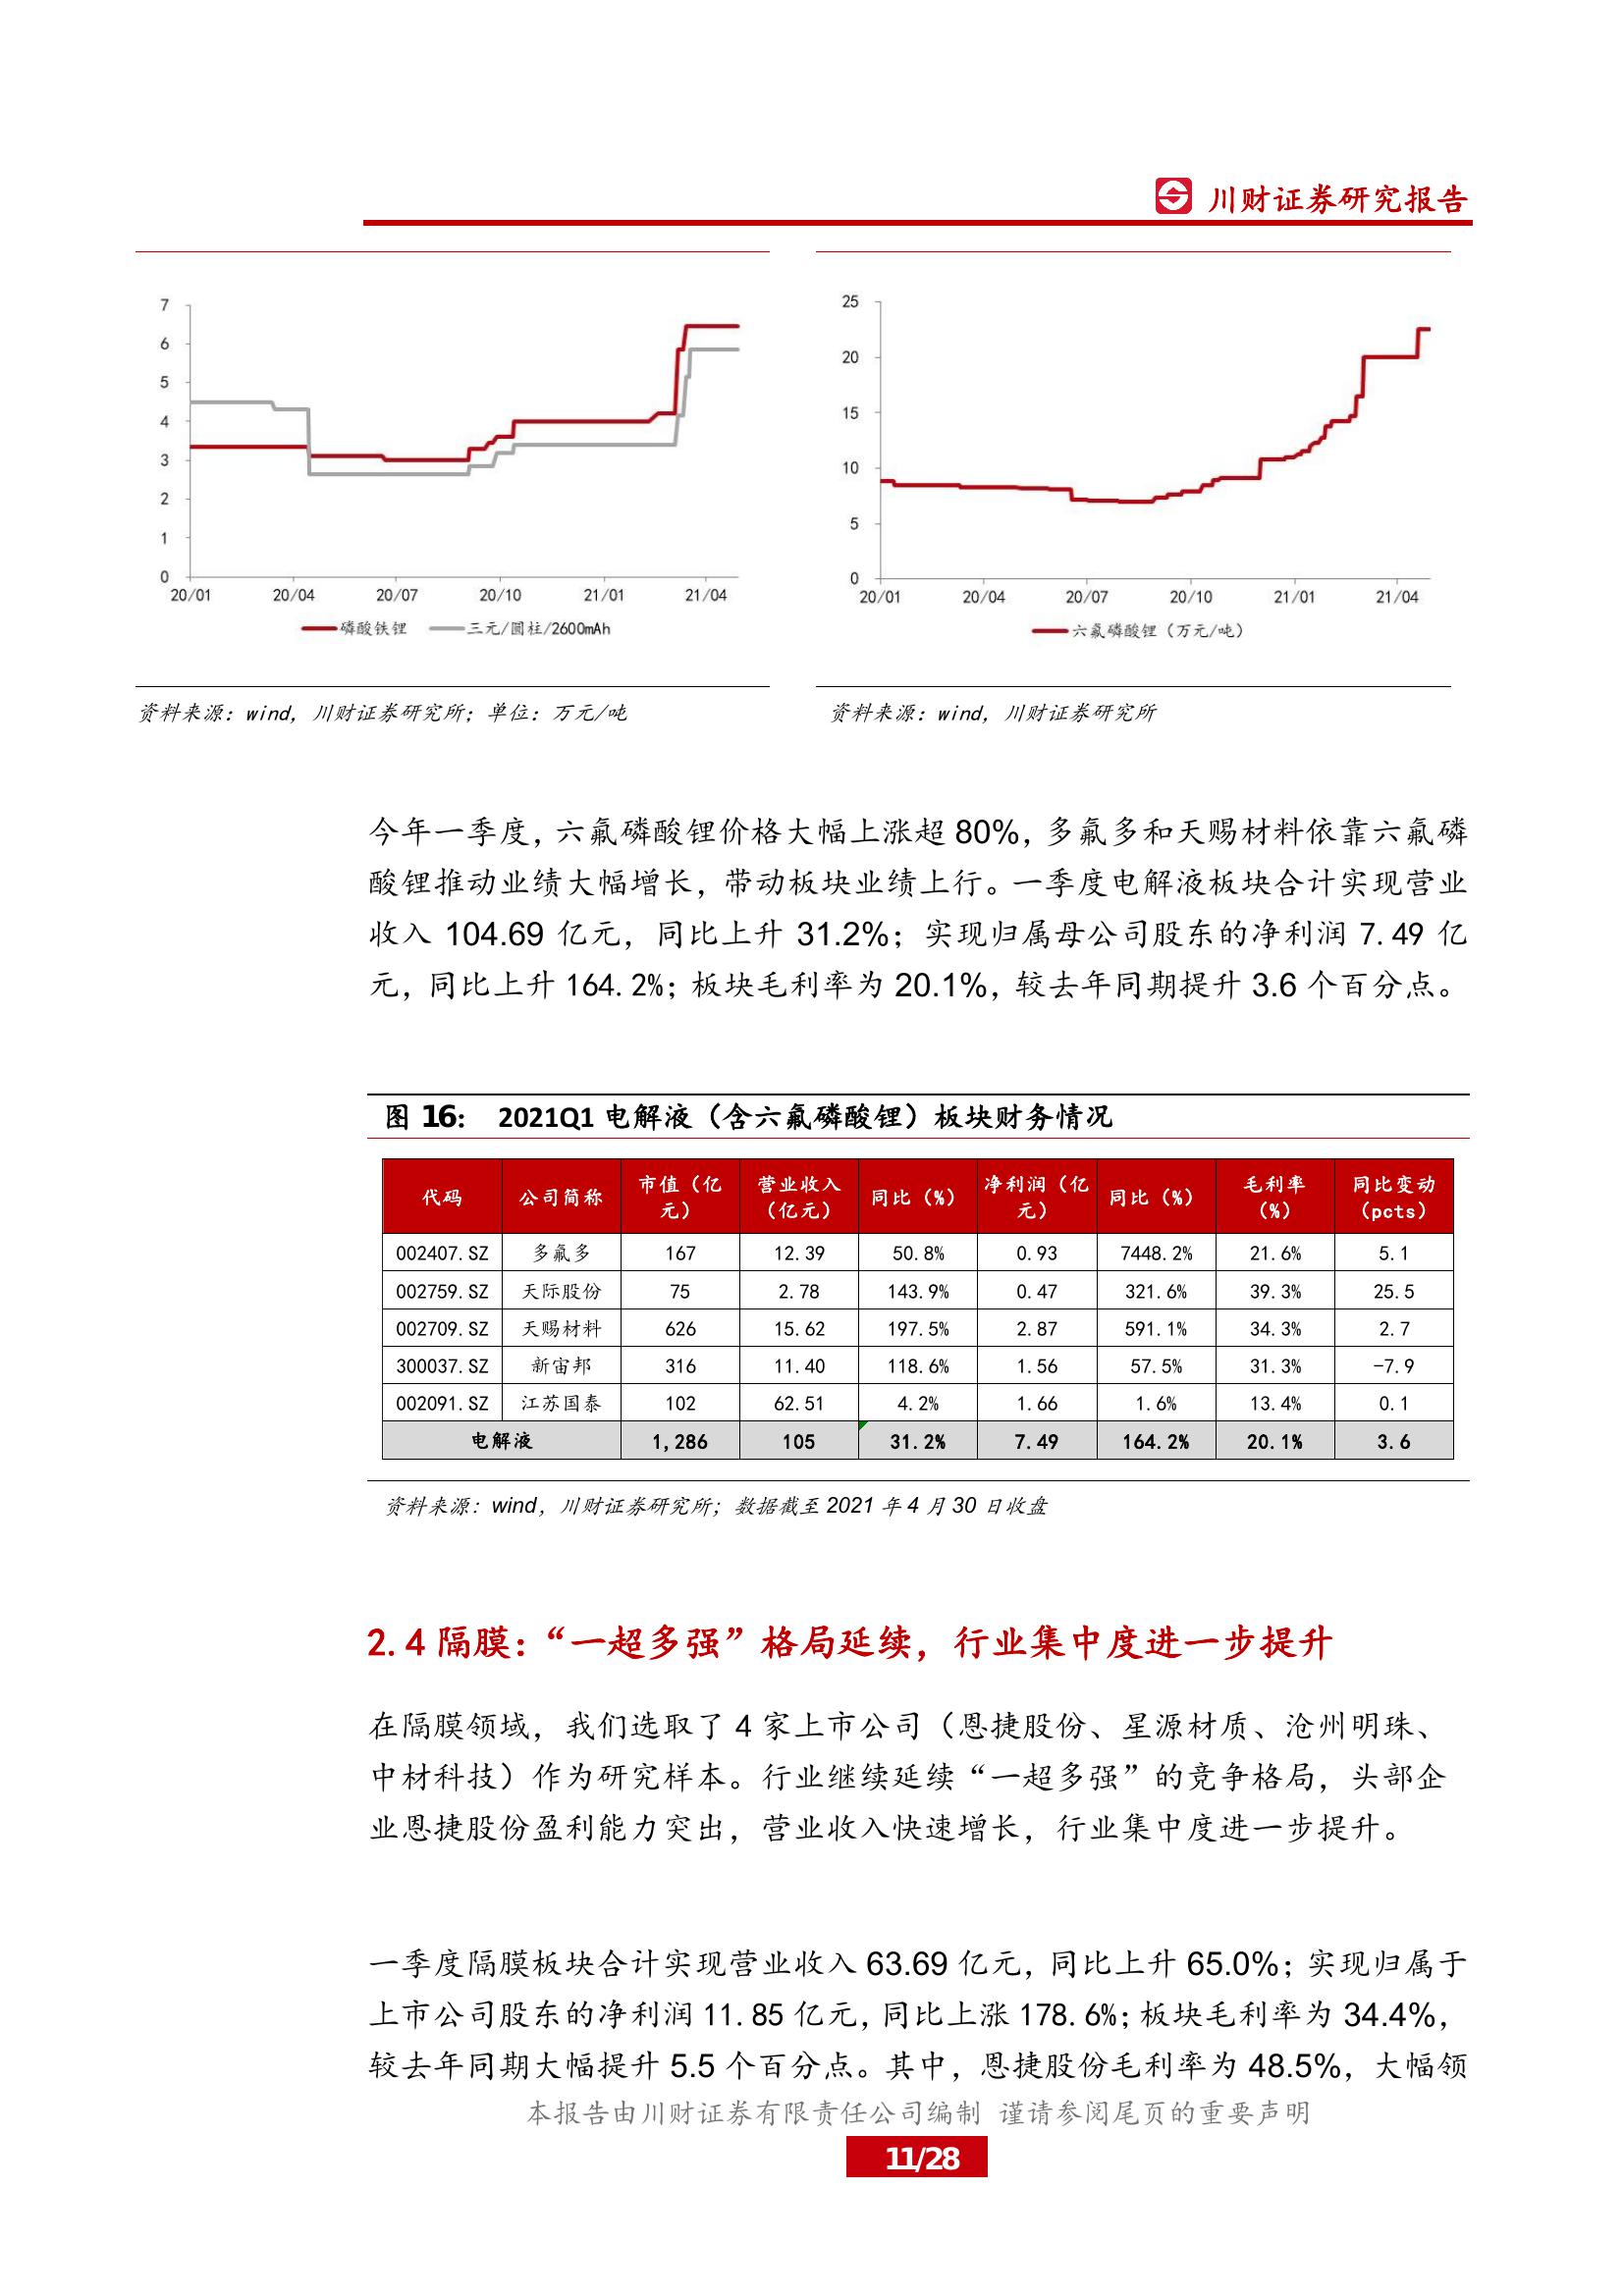 川财证券研究报告
7
6
5
4
3
2
1
0
20/01 20/04 20/07 20/10 21/01 21/04
磷酸铁锂 三元/圆柱/2600mAh
25
20
15
10
5
0
20/01 20/04 20/07 20/10 21/01 21/04
六氟磷酸锂（万元/吨）
资料来源：wind，川财证券研究所；单位：万元/吨
资料来源：wind，川财证券研究所
今年一季度，六氟磷酸锂价格大幅上涨超 80%，多氟多和天赐材料依靠六氟磷
酸锂推动业绩大幅增长，带动板块业绩上行。一季度电解液板块合计实现营业
收入 104.69 亿元，同比上升 31.2%；实现归属母公司股东的净利润 7.49 亿
元，同比上升 164.2%；板块毛利率为 20.1%，较去年同期提升 3.6 个百分点。
图 16： 2021Q1 电解液（含六氟磷酸锂）板块财务情况
代码 公司简称 市值（亿元） 营业收入（亿元） 同比（%） 净利润（亿元） 同比（%） 毛利率（%） 同比变动（pcts）
002407.SZ 多氟多 167 12.39 50.8% 0.93 7448.2% 21.6% 5.1
002759.SZ 天际股份 75 2.78 143.9% 0.47 321.6% 39.3% 25.5
002709.SZ 天赐材料 626 15.62 197.5% 2.87 591.1% 34.3% 2.7
300037.SZ 新宙邦 316 11.40 118.6% 1.56 57.5% 31.3% -7.9
002091.SZ 江苏国泰 102 62.51 4.2% 1.66 1.6% 13.4% 0.1
电解液 1,286 105 31.2% 7.49 164.2% 20.1% 3.6
资料来源：wind，川财证券研究所；数据截至 2021 年 4 月 30 日收盘
2.4 隔膜：“一超多强”格局延续，行业集中度进一步提升
在隔膜领域，我们选取了 4 家上市公司（恩捷股份、星源材质、沧州明珠、
中材科技）作为研究样本。行业继续延续“一超多强”的竞争格局，头部企
业恩捷股份盈利能力突出，营业收入快速增长，行业集中度进一步提升。
一季度隔膜板块合计实现营业收入 63.69 亿元，同比上升 65.0%；实现归属于
上市公司股东的净利润 11.85 亿元，同比上涨 178.6%；板块毛利率为 34.4%，
较去年同期大幅提升 5.5 个百分点。其中，恩捷股份毛利率为 48.5%，大幅领
本报告由川财证券有限责任公司编制 谨请参阅尾页的重要声明
11/28